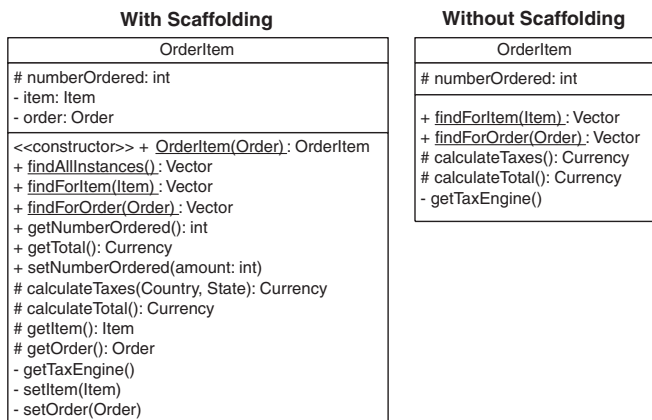 With Scaffolding
OrderItem
# numberOrdered: int
- item: Item
- order: Order
<<constructor>> + OrderItem(Order) : OrderItem
+ findAllInstances() : Vector
+ findForItem(Item) : Vector
+ findForOrder(Order) : Vector
+ getNumberOrdered(): int
+ getTotal(): Currency
+ setNumberOrdered(amount: int)
# calculateTaxes(Country, State): Currency
# calculateTotal(): Currency
# getItem(): Item
# getOrder(): Order
- getTaxEngine()
- setItem(Item)
- setOrder(Order)
Without Scaffolding
OrderItem
# numberOrdered: int
+ findForItem(Item) : Vector
+ findForOrder(Order) : Vector
# calculateTaxes(): Currency
# calculateTotal(): Currency
- getTaxEngine()